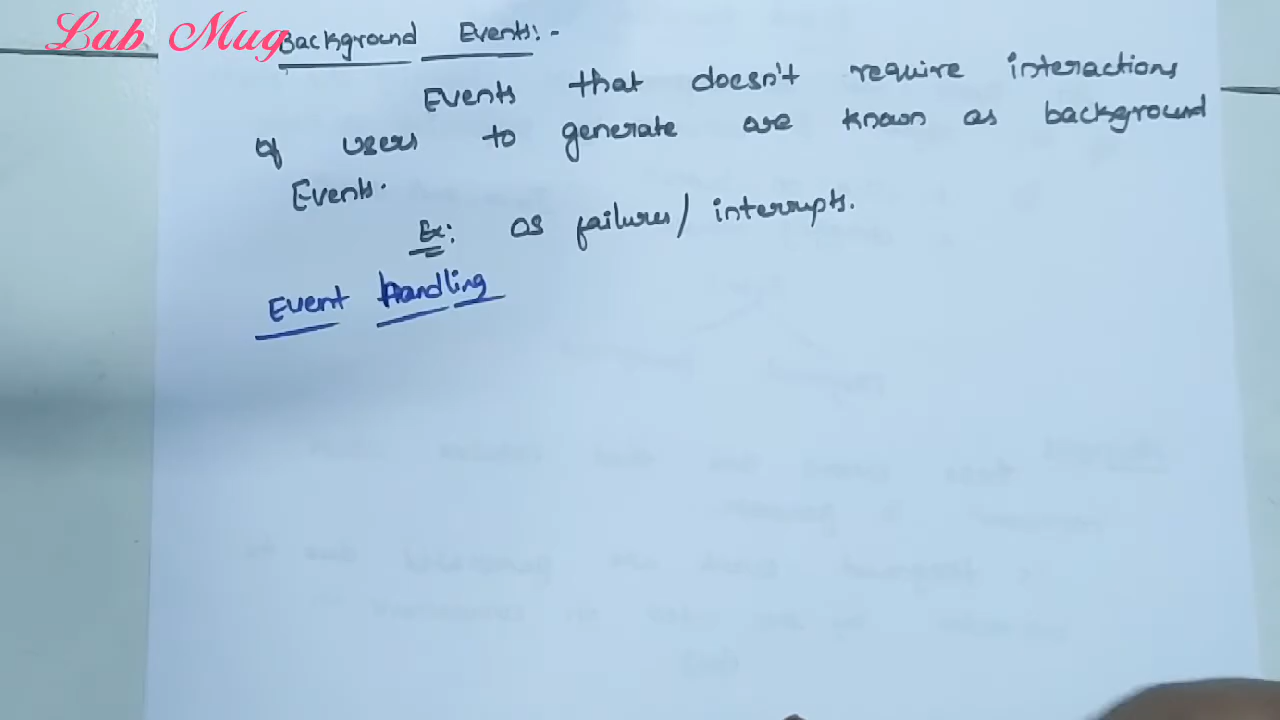 Lab Mug
Background Events:-
Events that doesn't require interactions
of users to generate are known as background
Events.
Ex: OS failures/ interrupts.
Event Handling